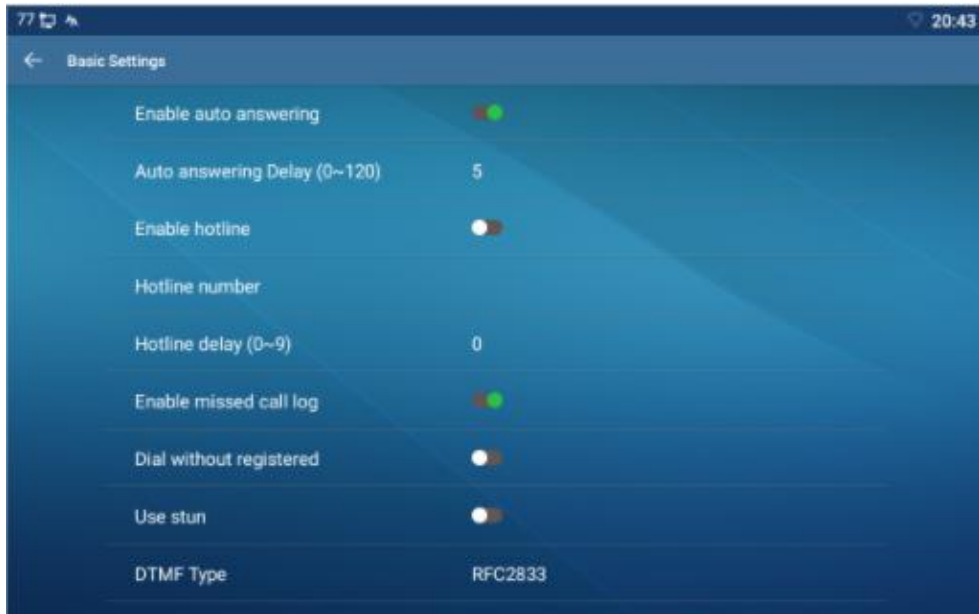 77 20:43
Basic Settings
Enable auto answering
Auto answering Delay (0~120) 5
Enable hotline
Hotline number
Hotline delay (0~9) 0
Enable missed call log
Dial without registered
Use stun
DTMF Type RFC2833